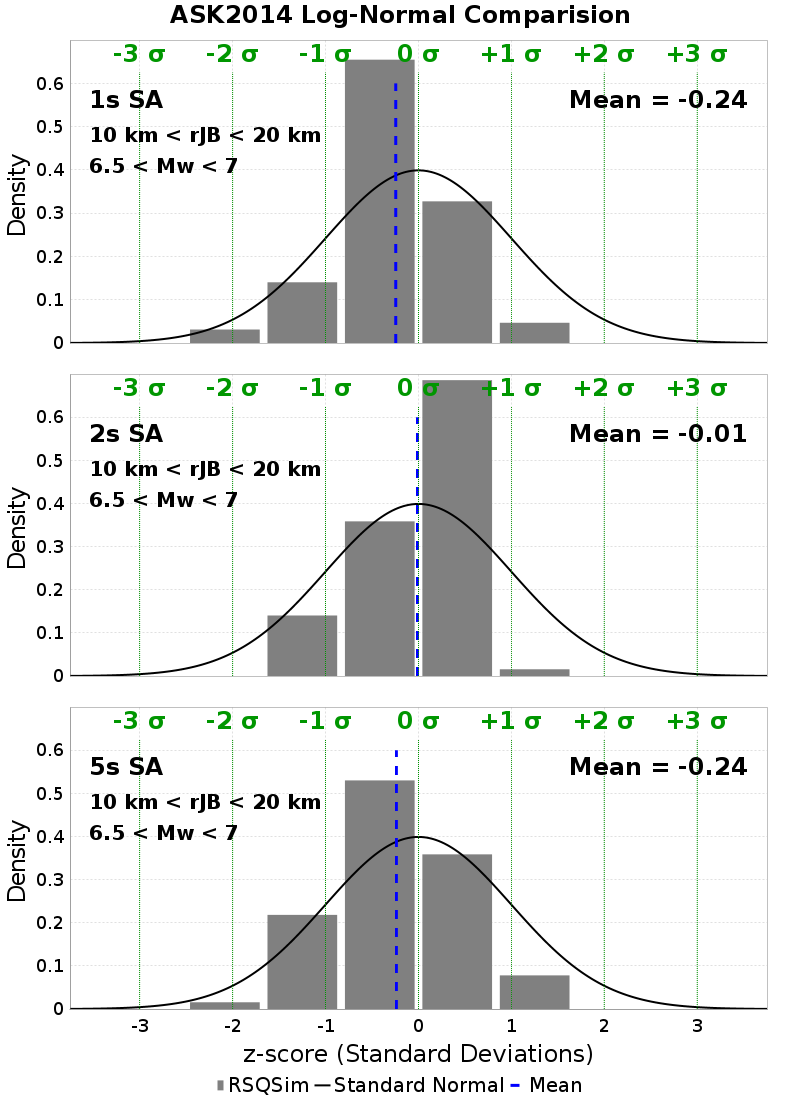 ASK2014 Log-Normal Comparision
-3 σ -2 σ -1 σ 0 σ +1 σ +2 σ +3 σ
1s SA
Mean = -0.24
10 km < rJB < 20 km
6.5 < Mw < 7
Density
0.6
0.5
0.4
0.3
0.2
0.1
0
-3 σ -2 σ -1 σ 0 σ +1 σ +2 σ +3 σ
2s SA
Mean = -0.01
10 km < rJB < 20 km
6.5 < Mw < 7
Density
0.6
0.5
0.4
0.3
0.2
0.1
0
-3 σ -2 σ -1 σ 0 σ +1 σ +2 σ +3 σ
5s SA
Mean = -0.24
10 km < rJB < 20 km
6.5 < Mw < 7
Density
0.6
0.5
0.4
0.3
0.2
0.1
0
-3 -2 -1 0 1 2 3
z-score (Standard Deviations)
RSQSim Standard Normal Mean